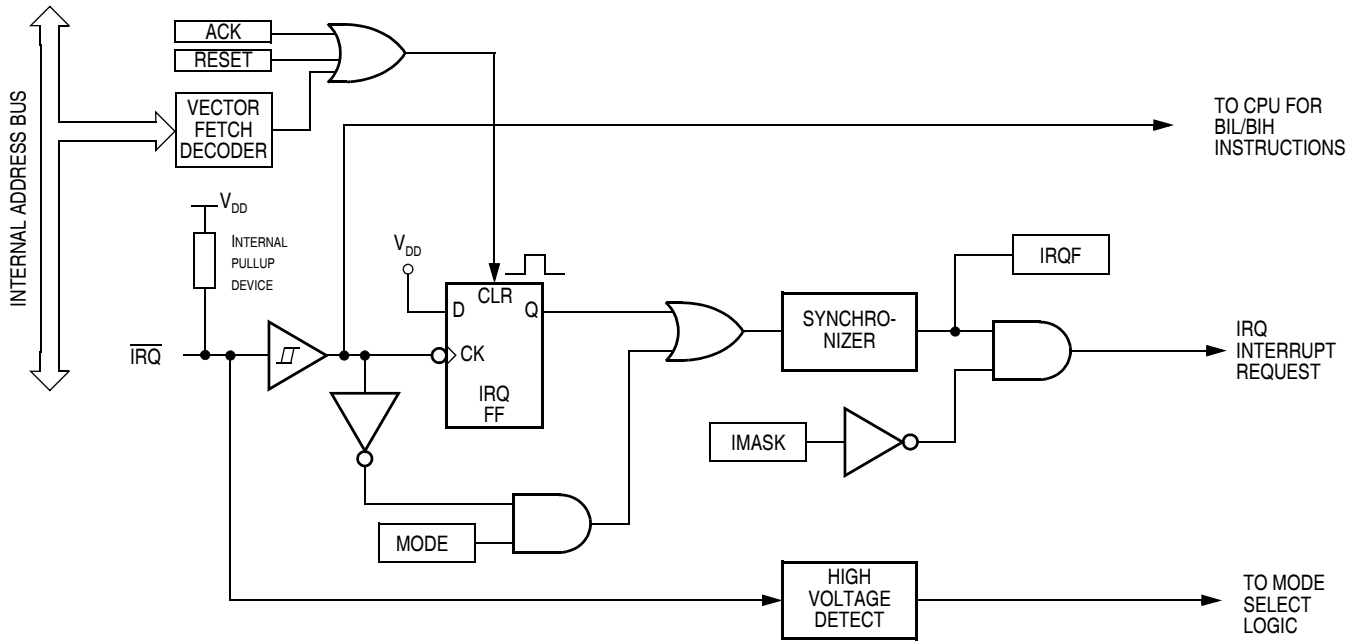 INTERNAL ADDRESS BUS
ACK
RESET
VECTOR
FETCH
DECODER
TO CPU FOR
BIL/BIH
INSTRUCTIONS
VDD
INTERNAL
PULLUP
DEVICE
VDD
CLR
D
Q
CK
IRQ
FF
IRQ
SYNCHRO-
NIZER
IRQF
IRQ
INTERRUPT
REQUEST
IMASK
MODE
HIGH
VOLTAGE
DETECT
TO MODE
SELECT
LOGIC